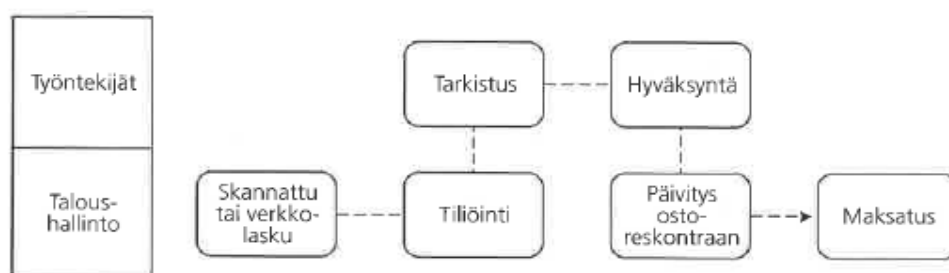 Työntekijät
Tarkistus
Hyväksyntä
Talous-
hallinto
Skannattu
tai verkko-
lasku
Tiliöinti
Päivitys
osto-
reskontraan
Maksatus